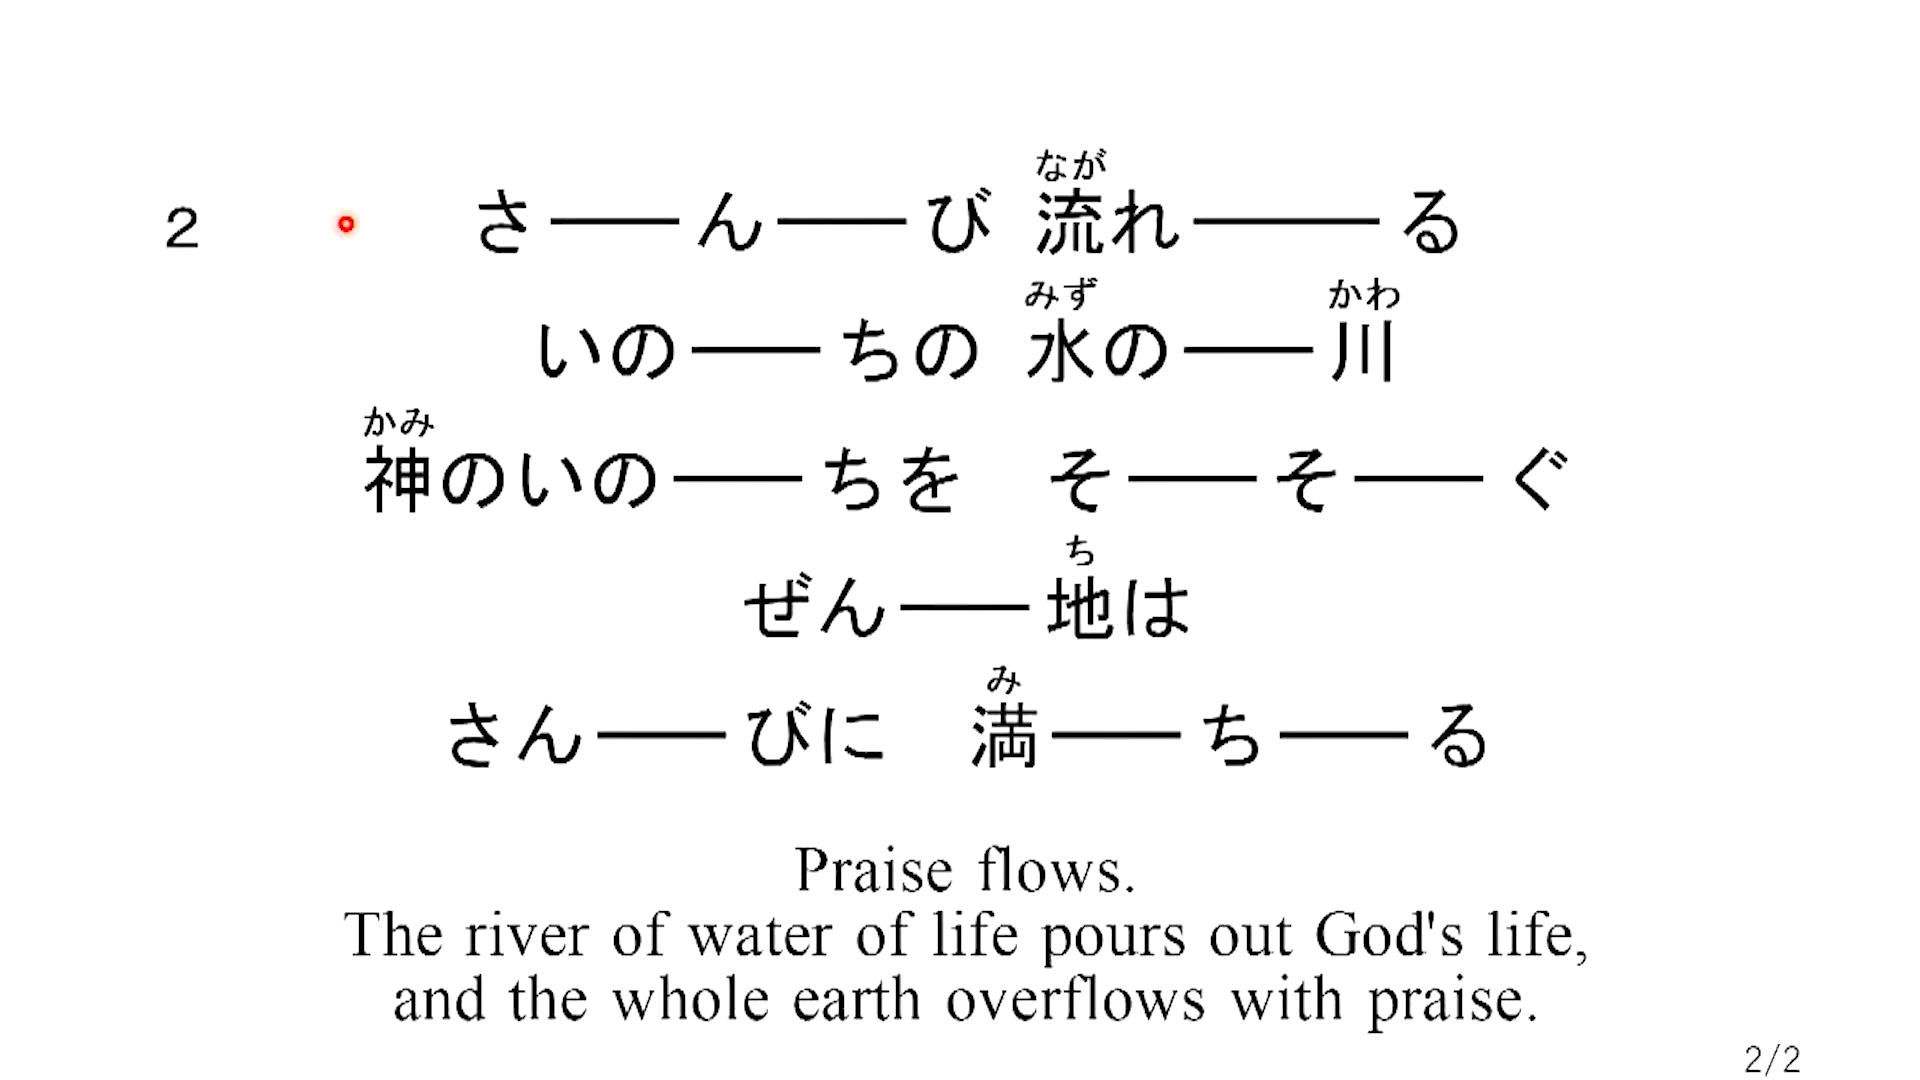 なが
２ さ――ん――び 流れ―――る
みず かわ
いの――ちの 水の――川
かみ
神のいの――ちを そ――そ――ぐ
ち
ぜん――地は
み
さん――びに 満――ち――る
Praise flows.
The river of water of life pours out God's life,
and the whole earth overflows with praise.
2/2